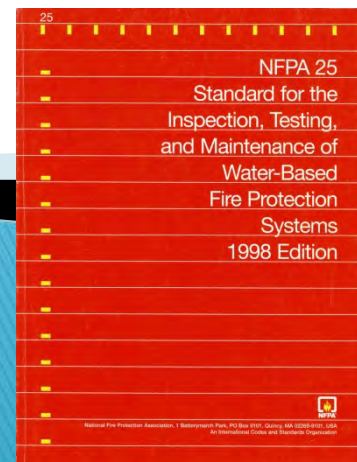 25
NFPA 25
Standard for the
Inspection, Testing,
and Maintenance of
Water-Based
Fire Protection
Systems
1998 Edition
NFPA
National Fire Protection Association, 1 Batterymarch Park, PO Box 9101, Quincy, MA 02269-9101, USA
An International Codes and Standards Organization